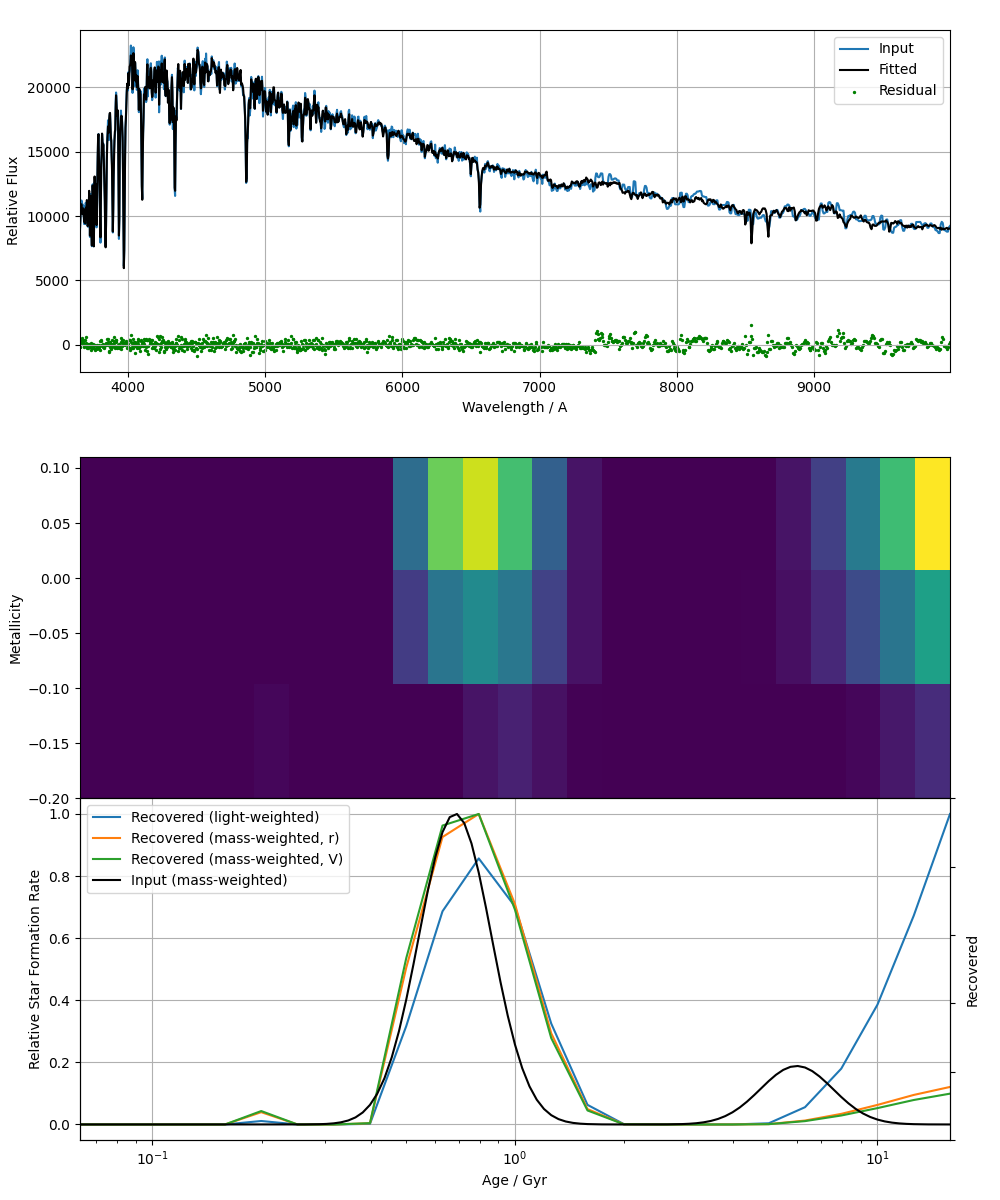 Input
Fitted
Residual
20000
15000
10000
5000
0
Relative Flux
4000 5000 6000 7000 8000 9000
Wavelength / A
0.10
0.05
0.00
−0.05
−0.10
−0.15
−0.20
Metallicity
Recovered (light-weighted)
Recovered (mass-weighted, r)
Recovered (mass-weighted, V)
Input (mass-weighted)
1.0
0.8
0.6
0.4
0.2
0.0
Relative Star Formation Rate
Recovered
10⁻¹ 10⁰ 10¹
Age / Gyr